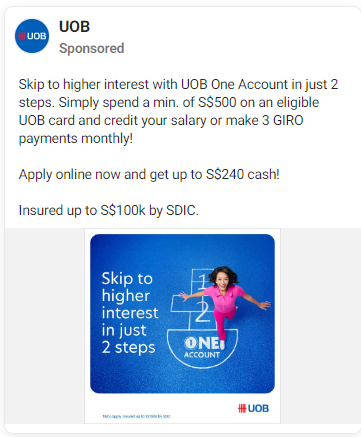 UOB
UOB
Sponsored
Skip to higher interest with UOB One Account in just 2
steps. Simply spend a min. of S$500 on an eligible
UOB card and credit your salary or make 3 GIRO
payments monthly!
Apply online now and get up to S$240 cash!
Insured up to S$100k by SDIC.
Skip to
higher
interest
in just
2 steps
1
2
ONE
ACCOUNT
UOB
T&Cs apply. Insured up to S$100k by SDIC.